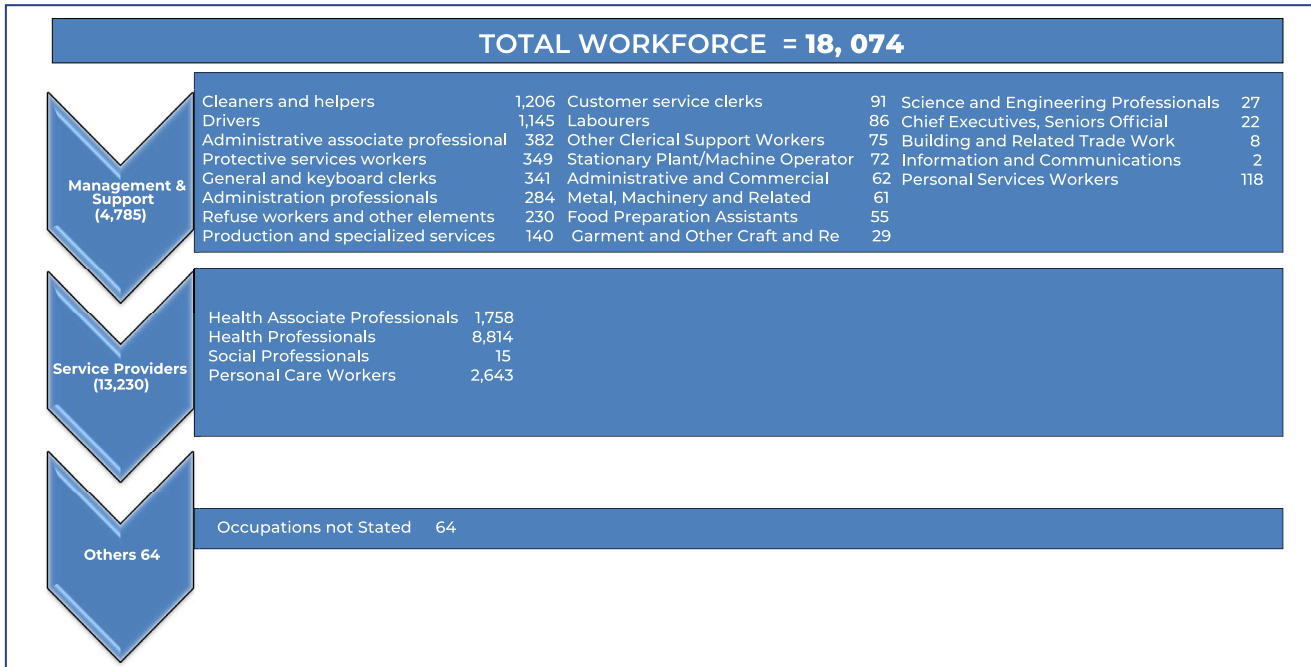 TOTAL WORKFORCE = 18, 074
Management &
Support
(4,785)
Cleaners and helpers 1,206
Drivers 1,145
Administrative associate professional 382
Protective services workers 349
General and keyboard clerks 341
Administration professionals 284
Refuse workers and other elements 230
Production and specialized services 140
Customer service clerks 91
Labourers 86
Other Clerical Support Workers 75
Stationary Plant/Machine Operator 72
Administrative and Commercial 62
Metal, Machinery and Related 61
Food Preparation Assistants 55
Garment and Other Craft and Re 29
Science and Engineering Professionals 27
Chief Executives, Seniors Official 22
Building and Related Trade Work 8
Information and Communications 2
Personal Services Workers 118
Service Providers
(13,230)
Health Associate Professionals 1,758
Health Professionals 8,814
Social Professionals 15
Personal Care Workers 2,643
Others 64
Occupations not Stated 64